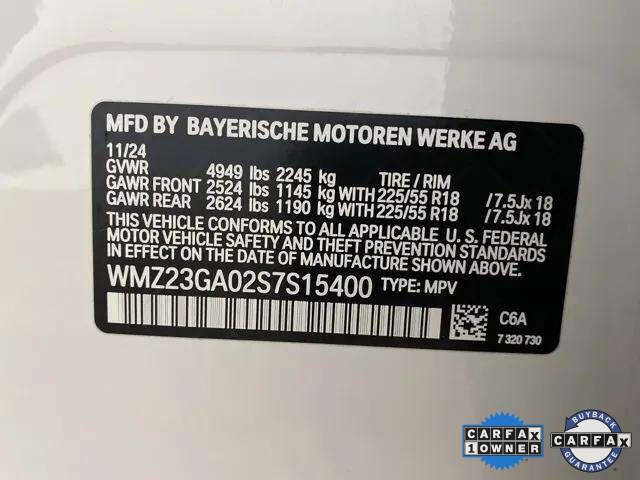 MFD BY BAYERISCHE MOTOREN WERKE AG
11/24
GVWR 4949 lbs 2245 kg TIRE / RIM
GAWR FRONT 2524 lbs 1145 kg WITH 225/55 R18 /7.5Jx 18
GAWR REAR 2624 lbs 1190 kg WITH 225/55 R18 /7.5Jx 18
THIS VEHICLE CONFORMS TO ALL APPLICABLE U.S. FEDERAL
MOTOR VEHICLE SAFETY AND THEFT PREVENTION STANDARDS
IN EFFECT ON THE DATE OF MANUFACTURE SHOWN ABOVE.
WMZ23GA02S7S15400 TYPE: MPV
C6A
7 320 730
CARFAX
1 OWNER
BUYBACK
CARFAX
GUARANTEE